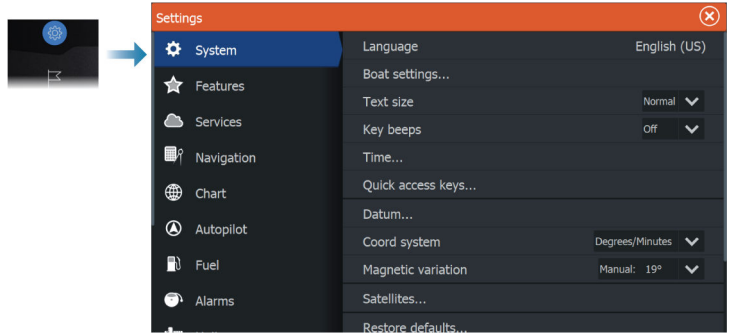 Settings
System
Features
Services
Navigation
Chart
Autopilot
Fuel
Alarms
Language English (US)
Boat settings...
Text size Normal
Key beeps Off
Time...
Quick access keys...
Datum...
Coord system Degrees/Minutes
Magnetic variation Manual: 19°
Satellites...
Restore defaults...